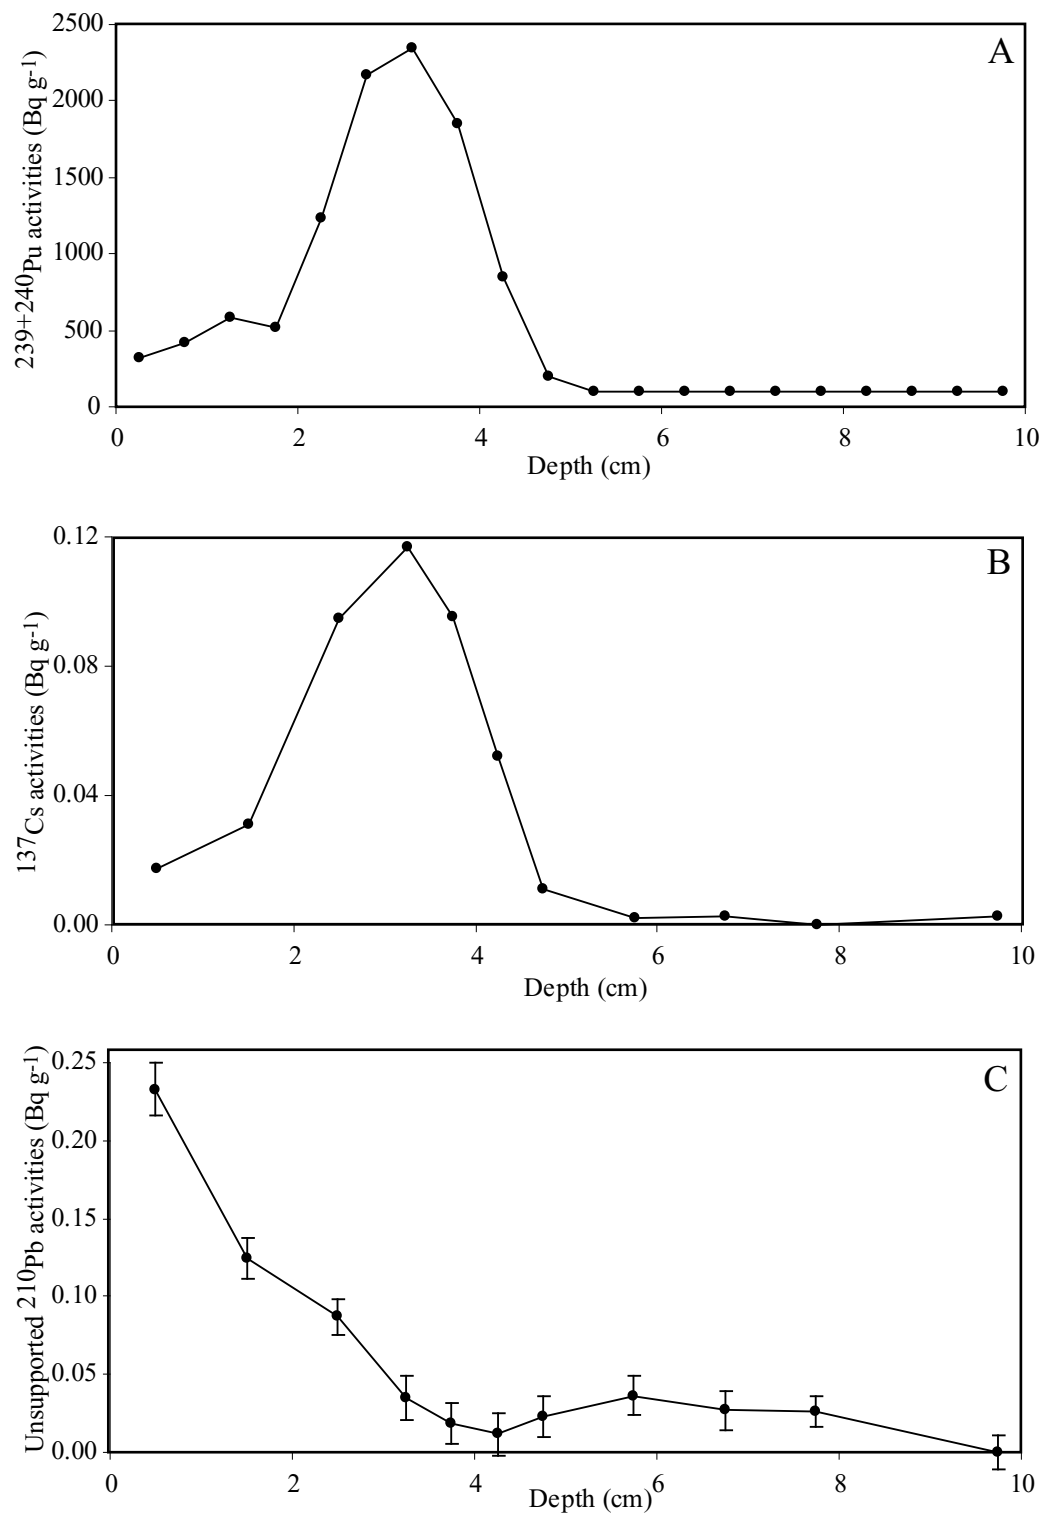 A
239+240Pu activities (Bq g-1)
2500
2000
1500
1000
500
0
0 2 4 6 8 10
Depth (cm)
B
137Cs activities (Bq g-1)
0.12
0.08
0.04
0.00
0 2 4 6 8 10
Depth (cm)
C
Unsupported 210Pb activities (Bq g-1)
0.25
0.20
0.15
0.10
0.05
0.00
0 2 4 6 8 10
Depth (cm)